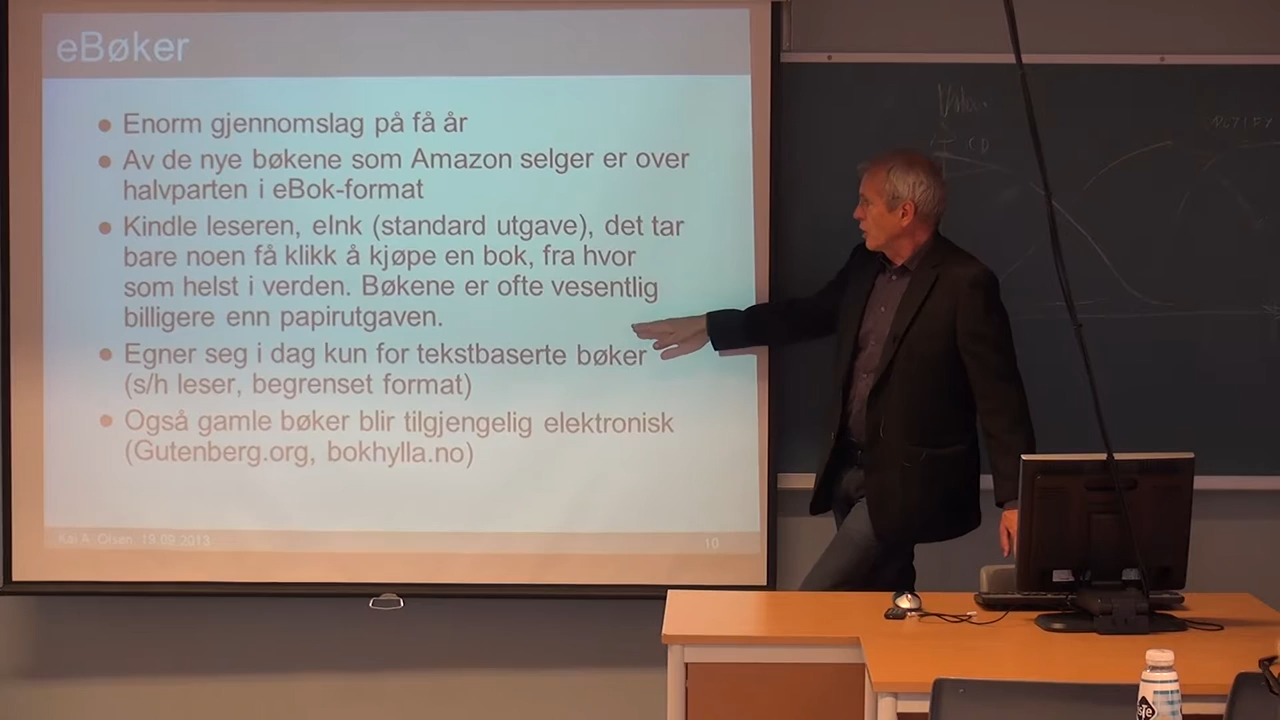 eBøker
● Enorm gjennomslag på få år
● Av de nye bøkene som Amazon selger er over
halvparten i eBok-format
● Kindle leseren, eInk (standard utgave), det tar
bare noen få klikk å kjøpe en bok, fra hvor
som helst i verden. Bøkene er ofte vesentlig
billigere enn papirutgaven.
● Egner seg i dag kun for tekstbaserte bøker
(s/h leser, begrenset format)
● Også gamle bøker blir tilgjengelig elektronisk
(Gutenberg.org, bokhylla.no)
Kai A. Olsen, 19.09.2013
10
CD